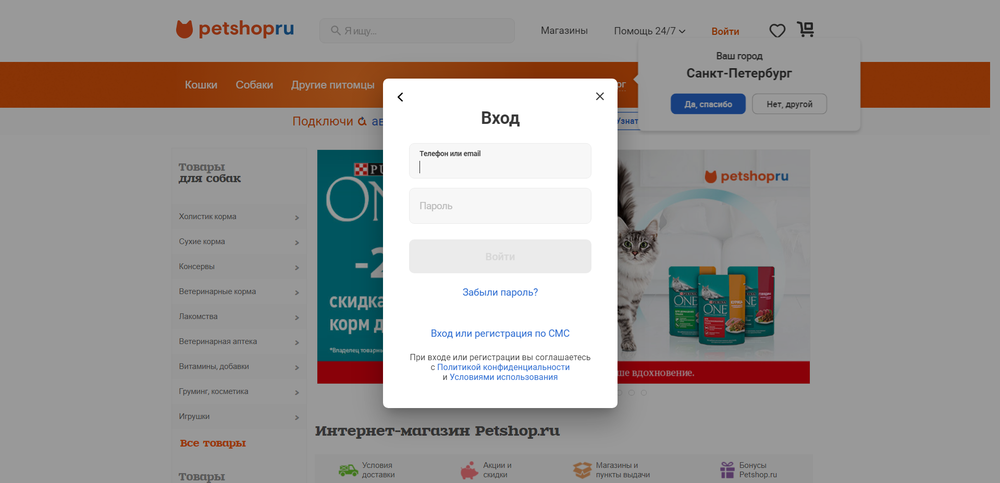 petshopru
Я ищу...
Магазины
Помощь 24/7
Войти
Ваш город
Санкт-Петербург
Да, спасибо
Нет, другой
Кошки
Собаки
Другие питомцы
рг
Подключи
ав
Узнат
Вход
Телефон или email
Пароль
Войти
Забыли пароль?
Вход или регистрация по СМС
При входе или регистрации вы соглашаетесь
с Политикой конфиденциальности
и Условиями использования
Товары
для собак
Холистик корма
Сухие корма
Консервы
Ветеринарные корма
Лакомства
Ветеринарная аптека
Витамины, добавки
Груминг, косметика
Игрушки
Все товары
Товары
PU
ON
-2
скидка
корм д
*Владелец товарны
petshopru
PURINA
ONE
КУРИЦА
ГОВЯДИНА
ше вдохновение.
Интернет-магазин Petshop.ru
Условия
доставки
Акции и
скидки
Магазины и
пункты выдачи
Бонусы
Petshop.ru